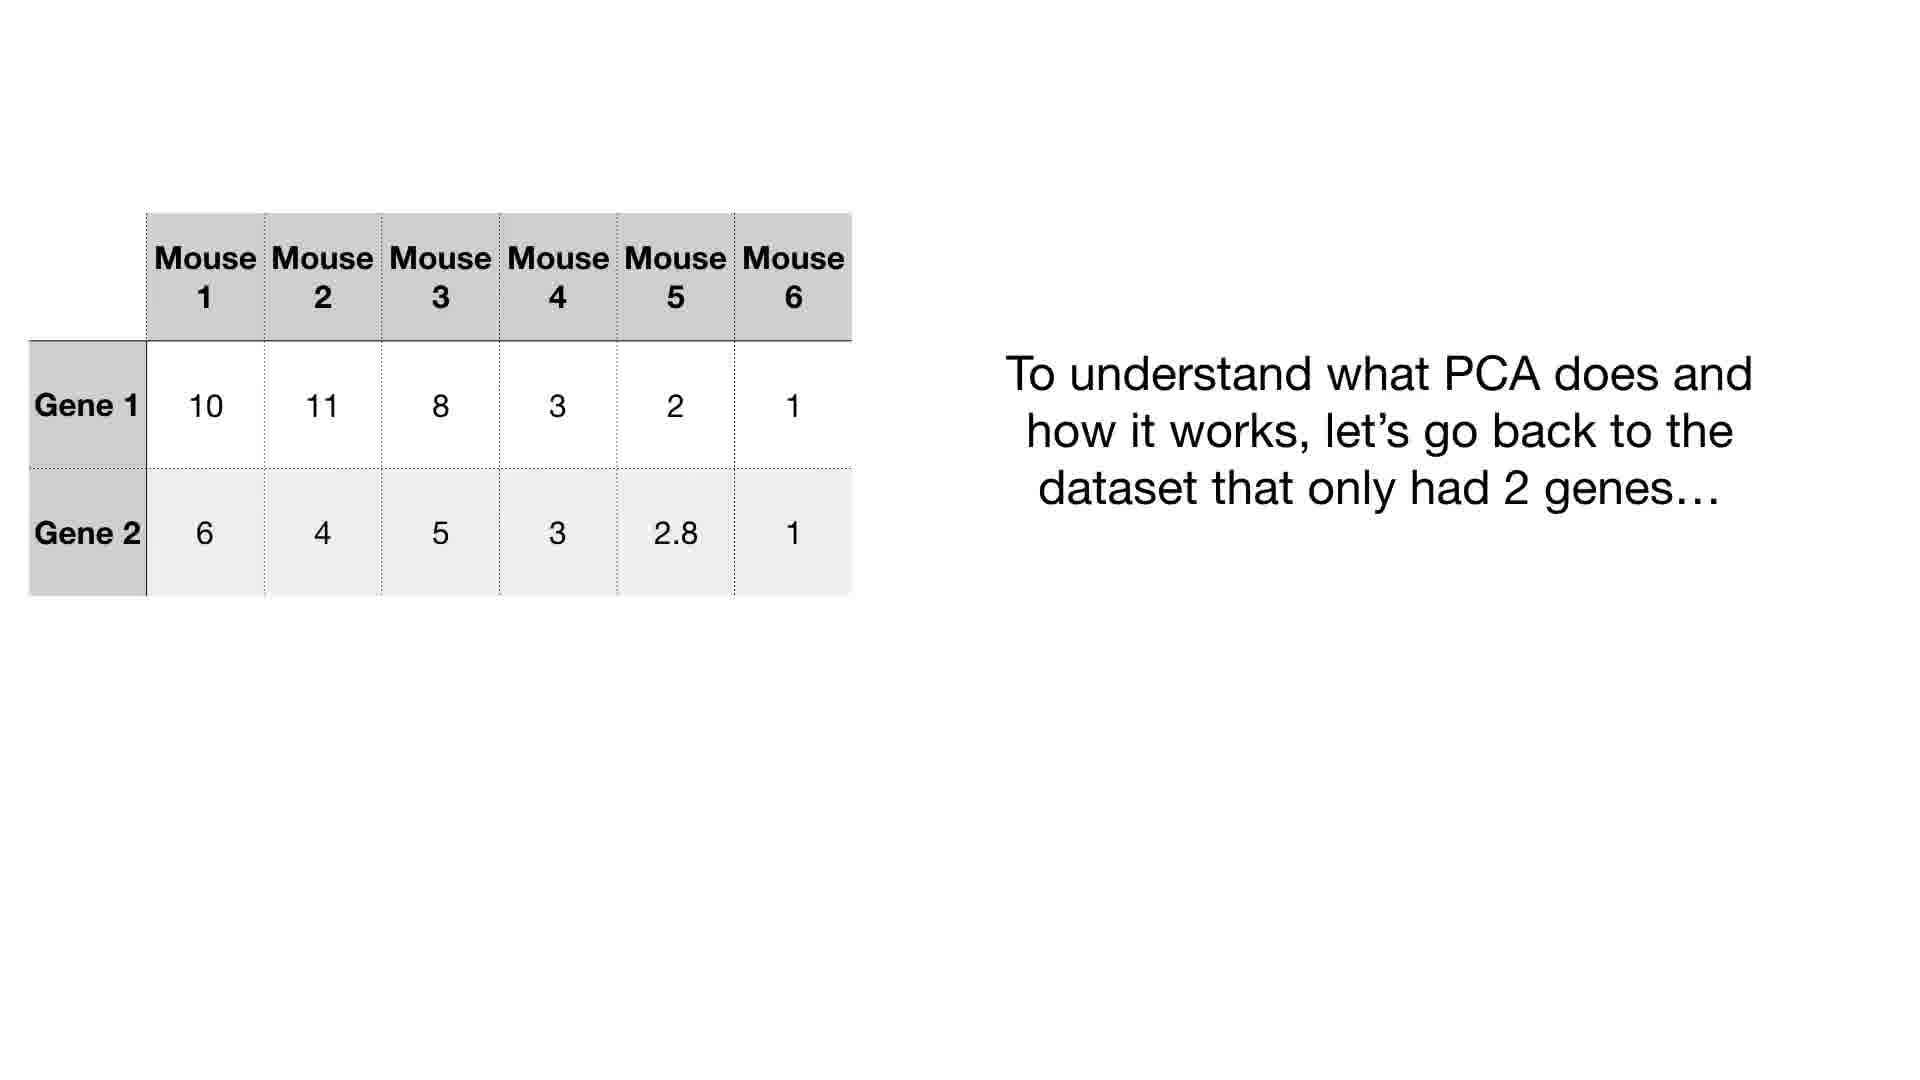 Mouse 1 Mouse 2 Mouse 3 Mouse 4 Mouse 5 Mouse 6
Gene 1 10 11 8 3 2 1
Gene 2 6 4 5 3 2.8 1
To understand what PCA does and
how it works, let’s go back to the
dataset that only had 2 genes…